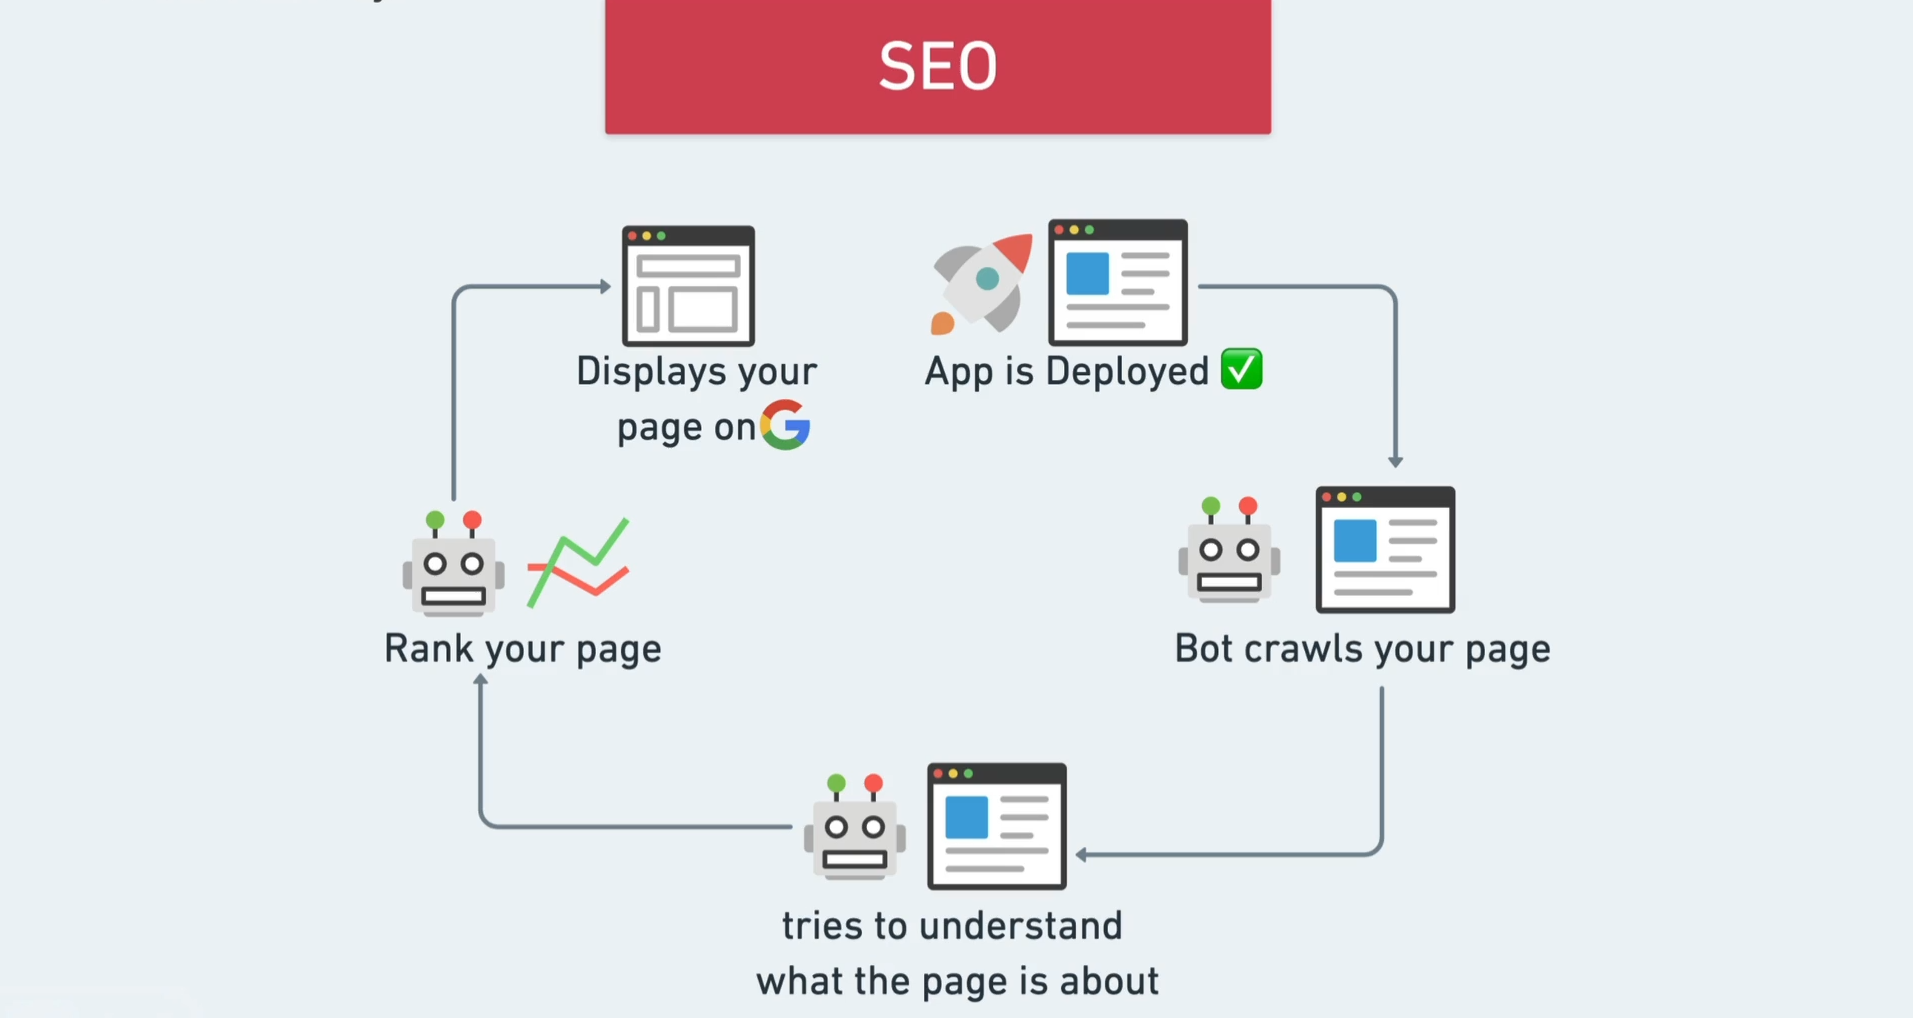 SEO
App is Deployed ✅
Bot crawls your page
tries to understand
what the page is about
Rank your page
Displays your
page on G